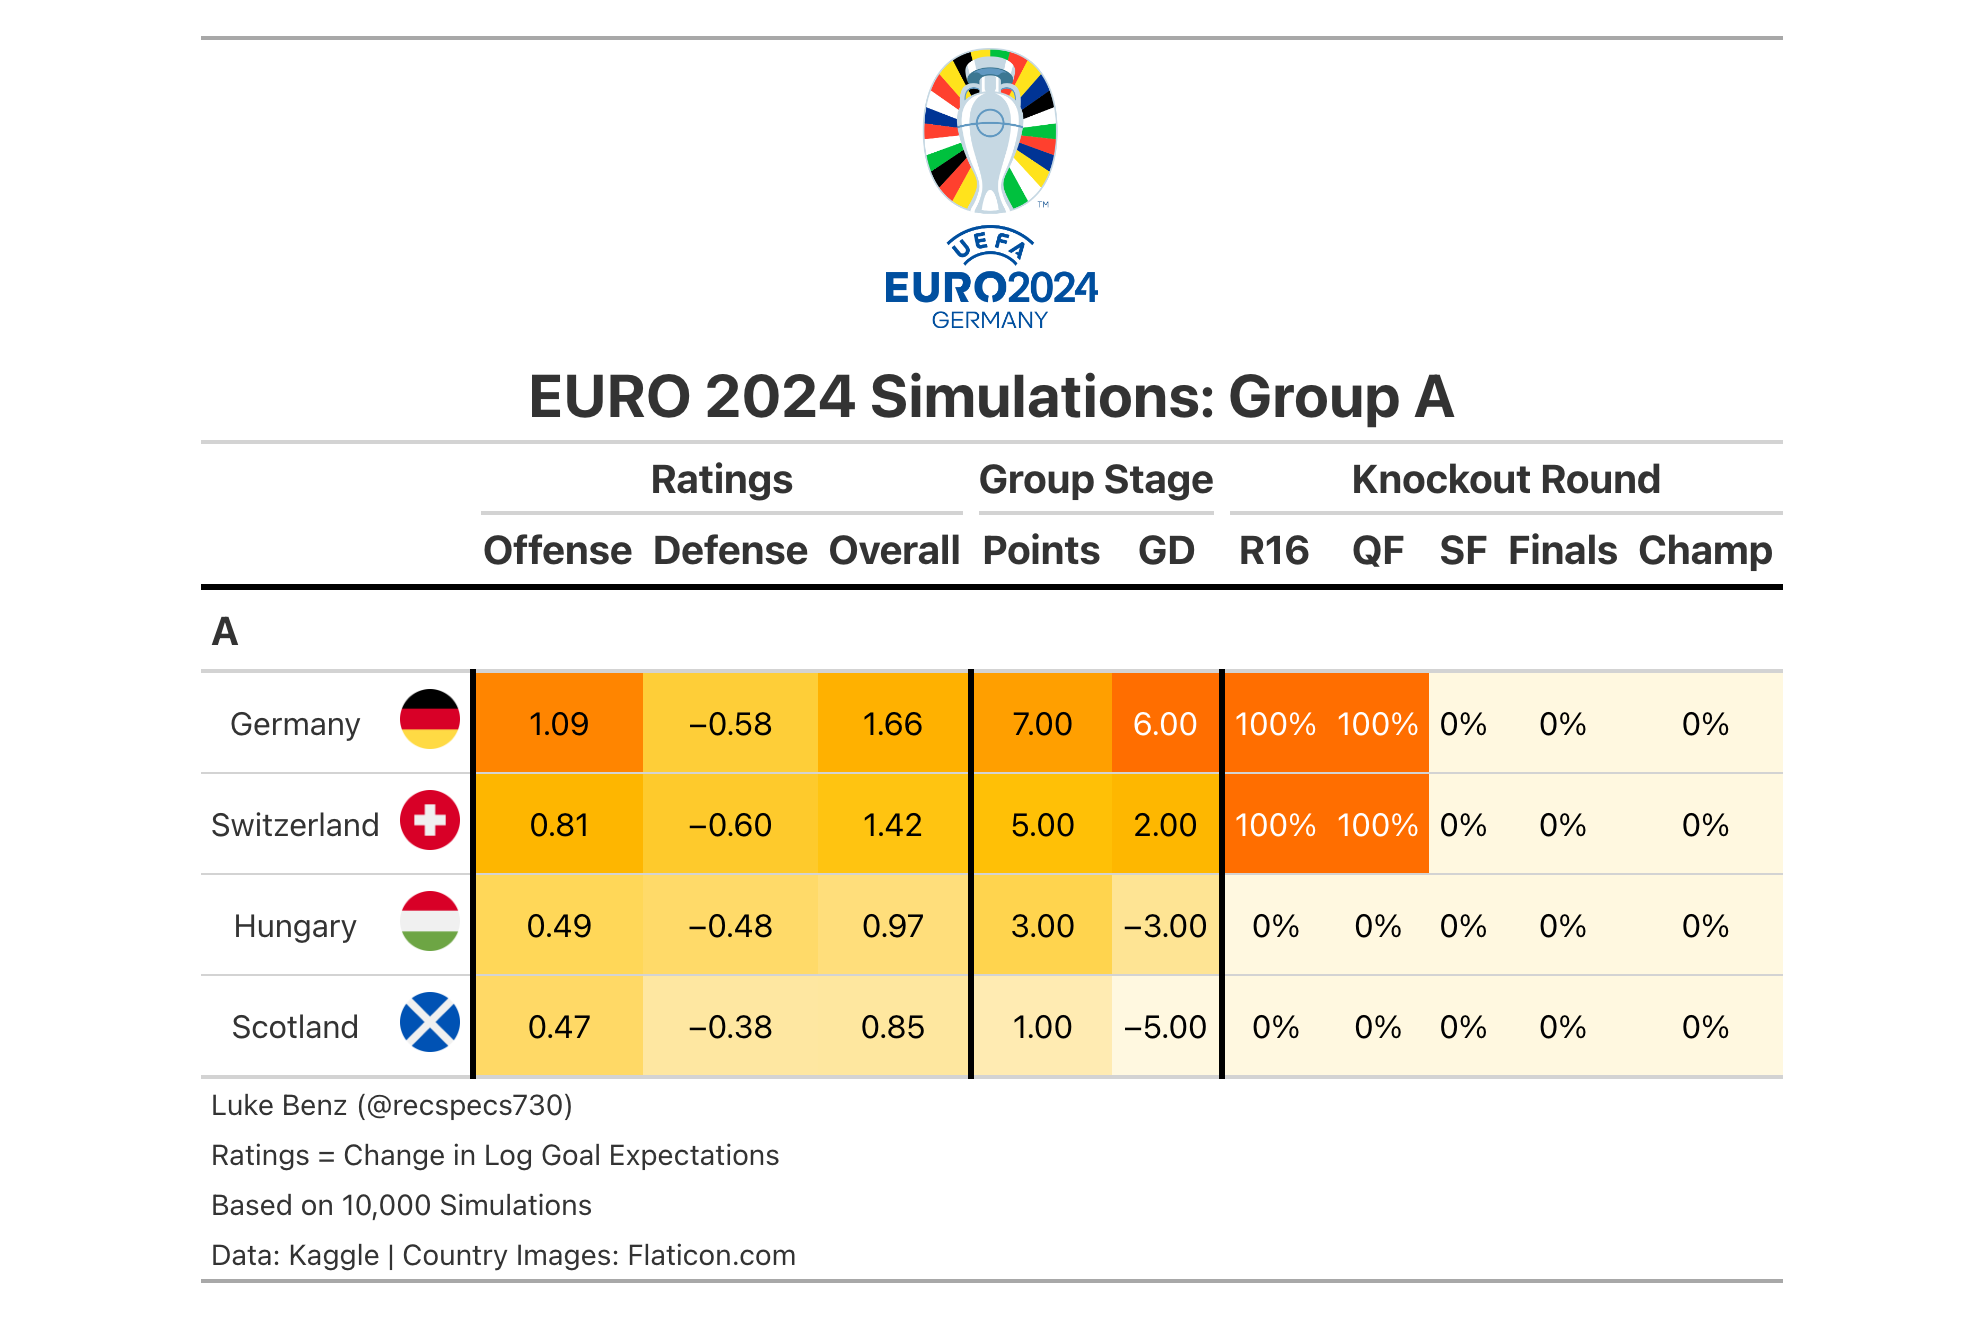 TM
UEFA
EURO2024
GERMANY
EURO 2024 Simulations: Group A
Ratings Group Stage Knockout Round
Offense Defense Overall Points GD R16 QF SF Finals Champ
A
Germany 1.09 −0.58 1.66 7.00 6.00 100% 100% 0% 0% 0%
Switzerland 0.81 −0.60 1.42 5.00 2.00 100% 100% 0% 0% 0%
Hungary 0.49 −0.48 0.97 3.00 −3.00 0% 0% 0% 0% 0%
Scotland 0.47 −0.38 0.85 1.00 −5.00 0% 0% 0% 0% 0%
Luke Benz (@recspecs730)
Ratings = Change in Log Goal Expectations
Based on 10,000 Simulations
Data: Kaggle | Country Images: Flaticon.com